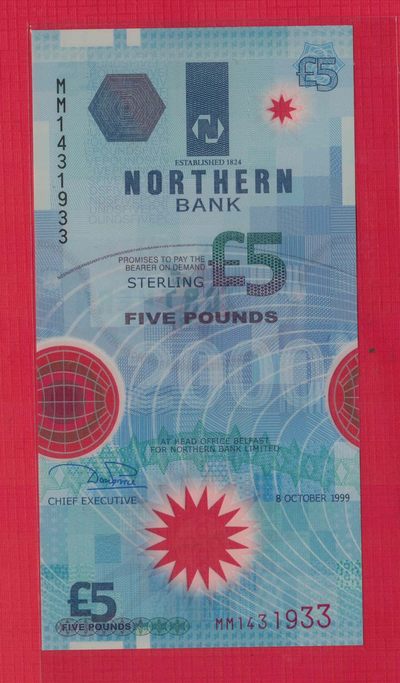 £5
MM1431933
N
ESTABLISHED 1824
NORTHERN
BANK
PROMISES TO PAY THE
BEARER ON DEMAND
£5
STERLING
FIVE POUNDS
2000
AT HEAD OFFICE BELFAST
FOR NORTHERN BANK LIMITED
CHIEF EXECUTIVE
8 OCTOBER 1999
£5
FIVE POUNDS
MM1431933